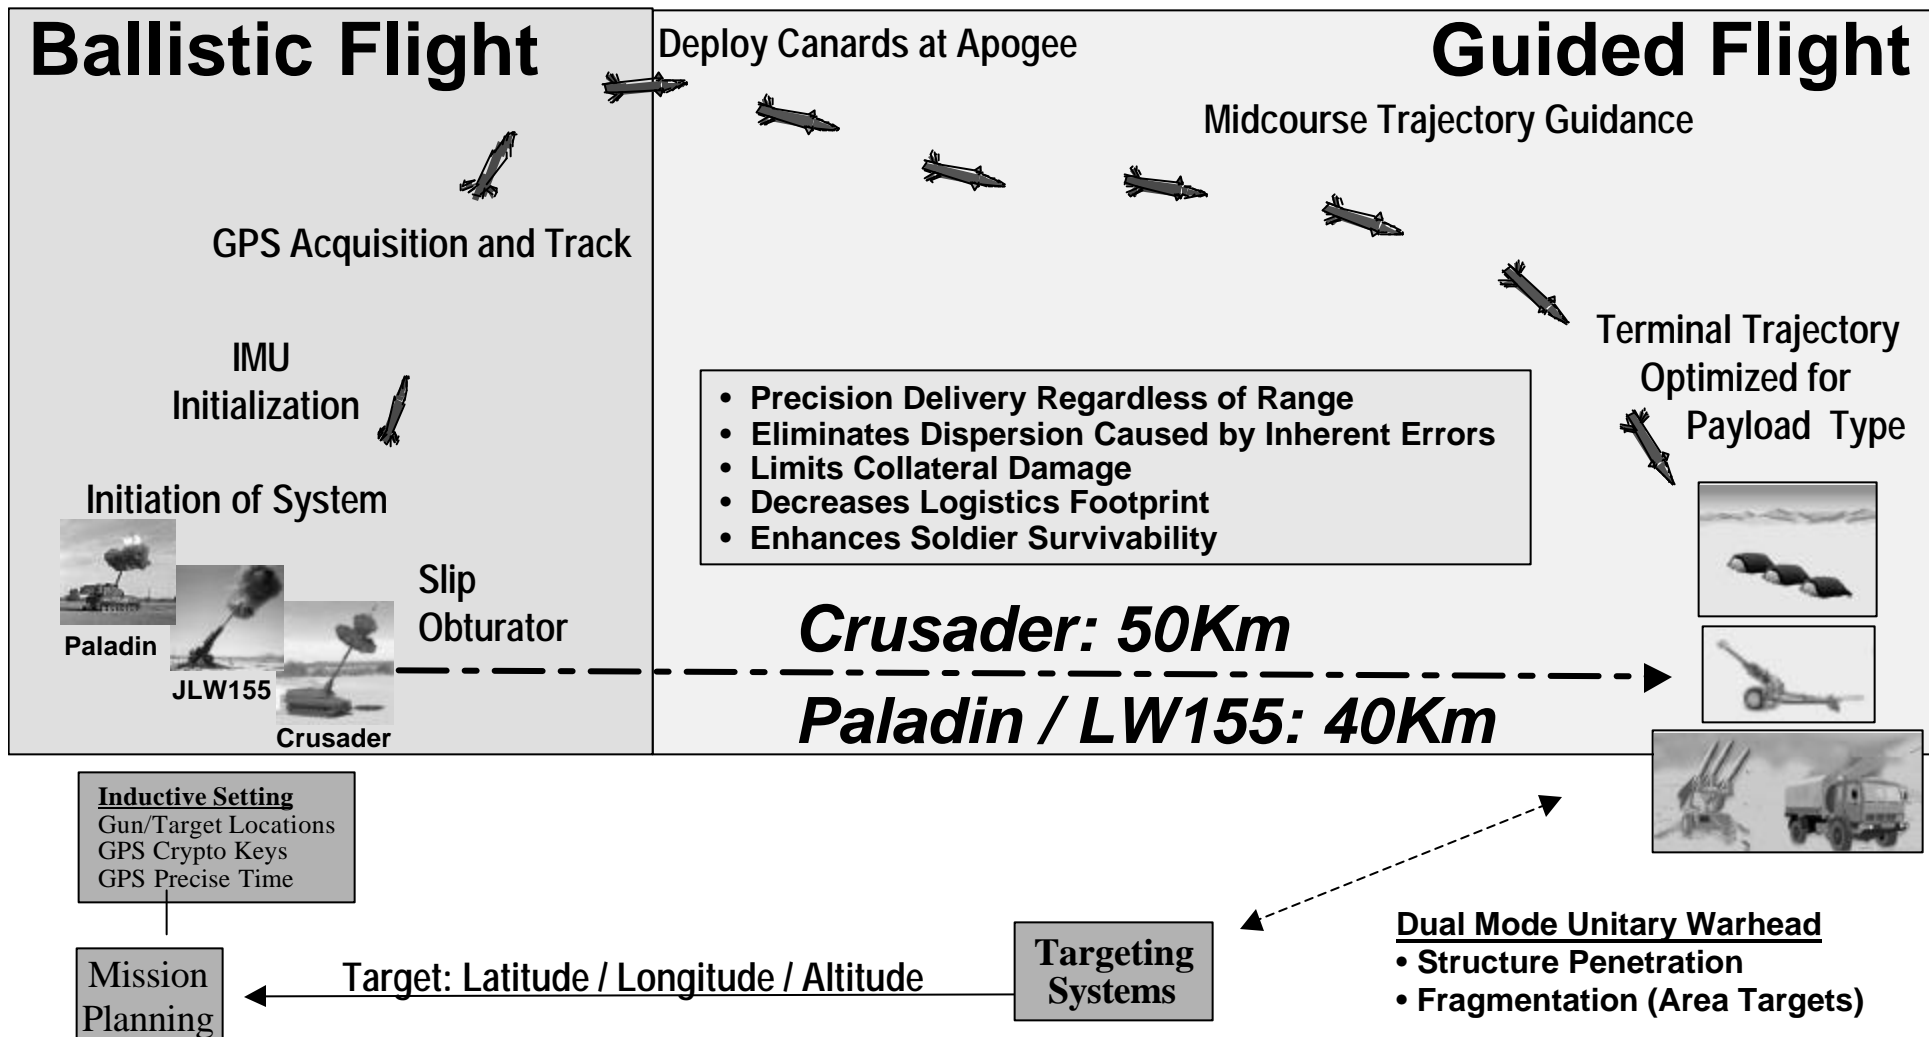 Ballistic Flight
Deploy Canards at Apogee
Guided Flight
Midcourse Trajectory Guidance
GPS Acquisition and Track
IMU
Initialization
Terminal Trajectory
Optimized for
Payload Type
• Precision Delivery Regardless of Range
• Eliminates Dispersion Caused by Inherent Errors
• Limits Collateral Damage
• Decreases Logistics Footprint
• Enhances Soldier Survivability
Initiation of System
Slip
Obturator
Paladin
JLW155
Crusader
Crusader: 50Km
Paladin / LW155: 40Km
Inductive Setting
Gun/Target Locations
GPS Crypto Keys
GPS Precise Time
Mission
Planning
Target: Latitude / Longitude / Altitude
Targeting
Systems
Dual Mode Unitary Warhead
• Structure Penetration
• Fragmentation (Area Targets)